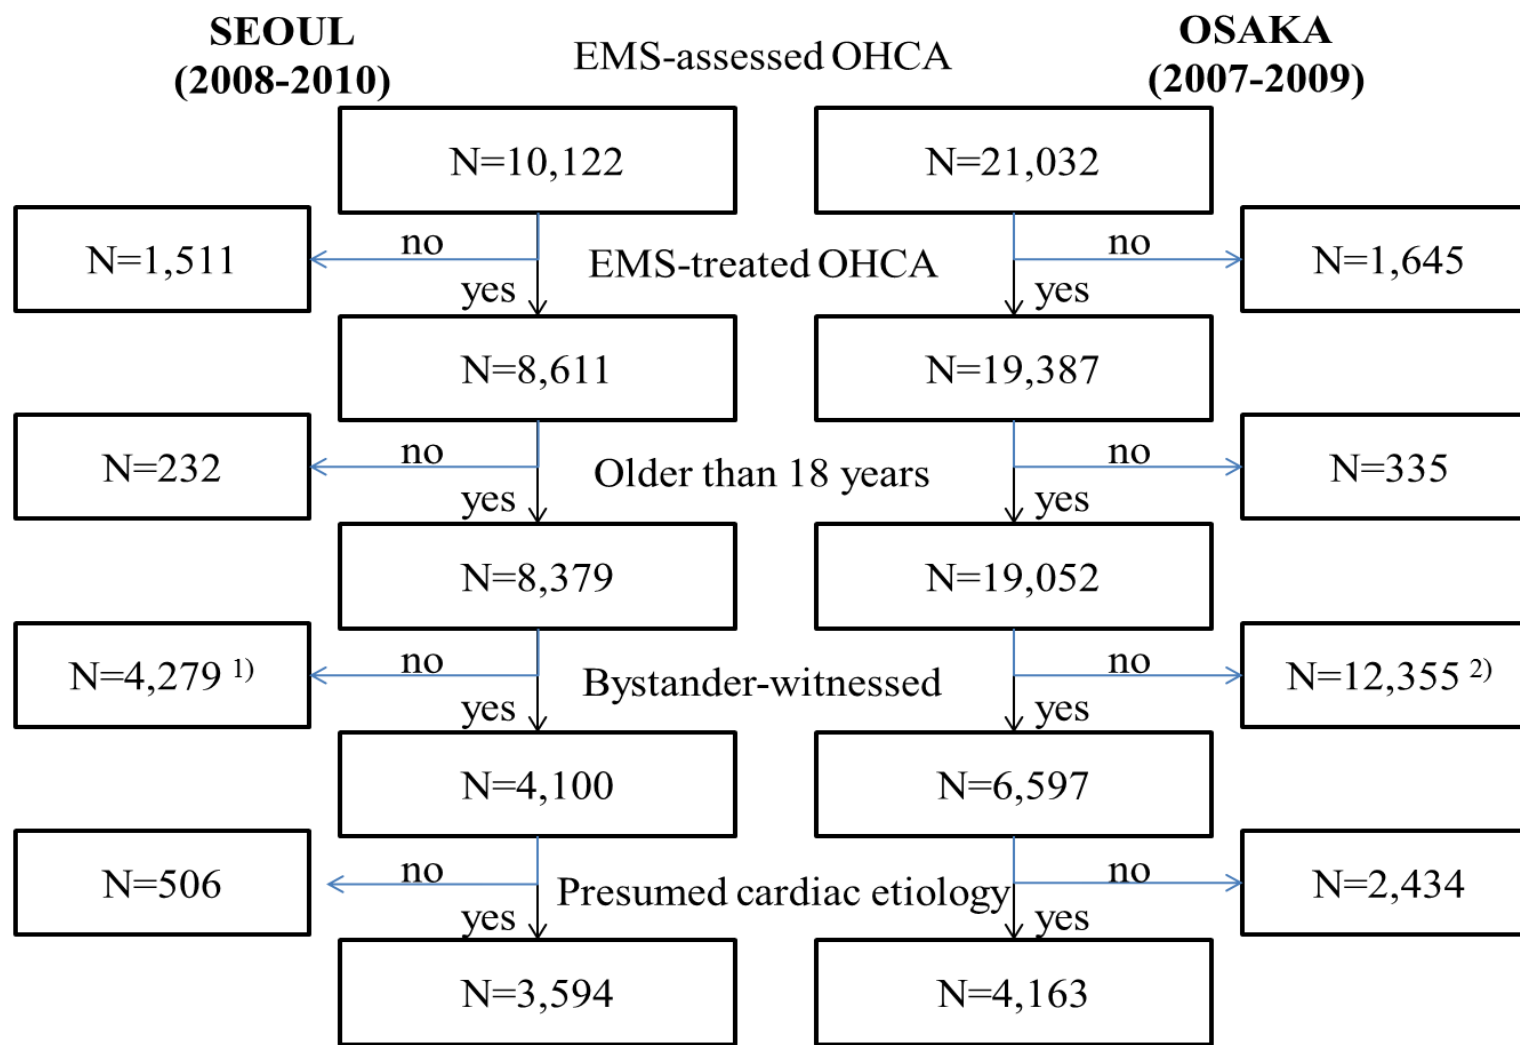 SEOUL
(2008-2010)
EMS-assessed OHCA
OSAKA
(2007-2009)
N=10,122
N=21,032
N=1,511
no
EMS-treated OHCA
no
N=1,645
yes
yes
N=8,611
N=19,387
N=232
no
Older than 18 years
no
N=335
yes
yes
N=8,379
N=19,052
N=4,279 1)
no
Bystander-witnessed
no
N=12,355 2)
yes
yes
N=4,100
N=6,597
N=506
no
Presumed cardiac etiology
no
N=2,434
yes
yes
N=3,594
N=4,163